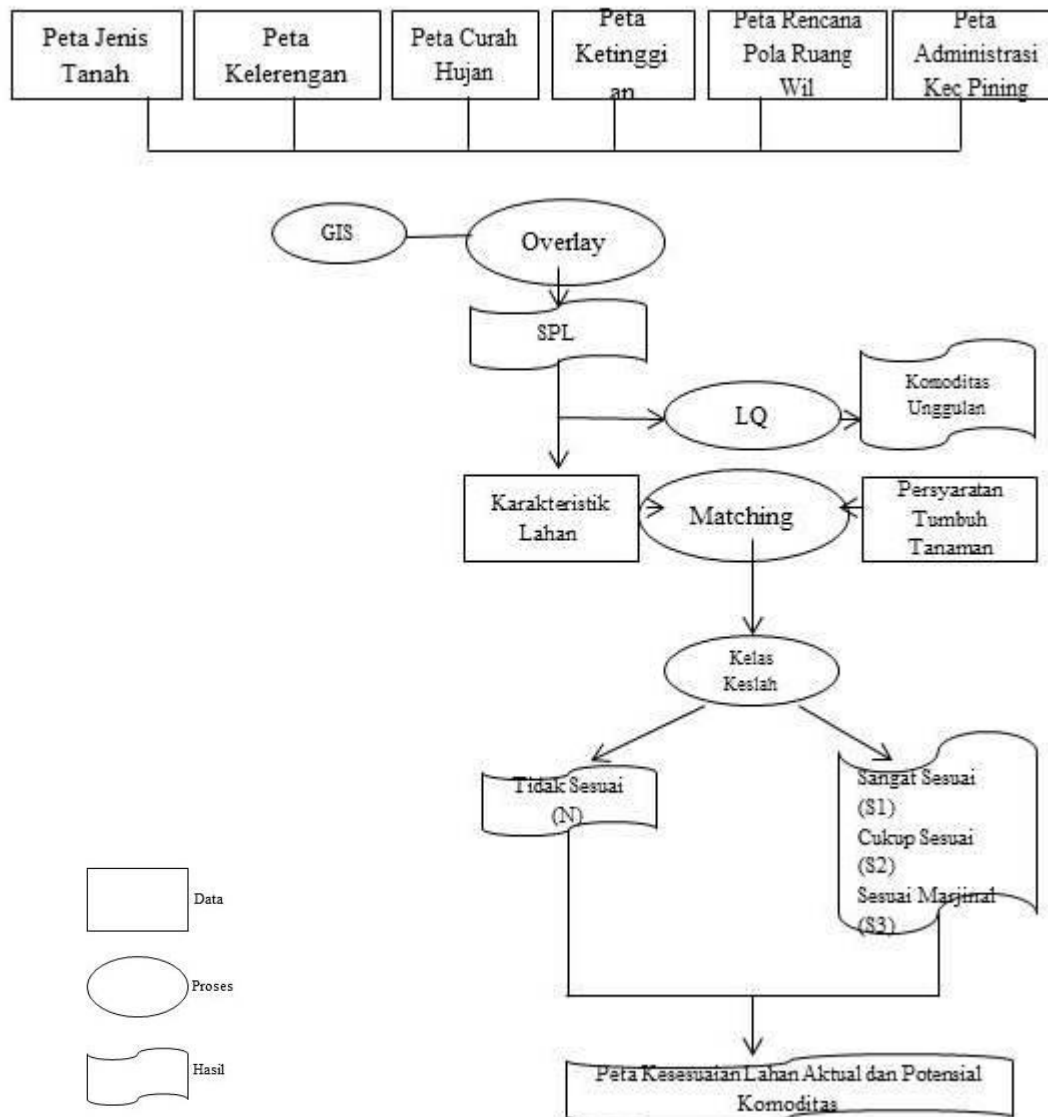 Peta Jenis
Tanah
Peta
Kelerengan
Peta Curah
Hujan
Peta
Ketinggi
an
Peta Rencana
Pola Ruang
Wil
Peta
Administrasi
Kec Pining
GIS
Overlay
SPL
LQ
Komoditas
Unggulan
Karakteristik
Lahan
Matching
Persyaratan
Tumbuh
Tanaman
Kelas
Keslah
Tidak Sesuai
(N)
Sangat Sesuai
(S1)
Cukup Sesuai
(S2)
Sesuai Marjinal
(S3)
Data
Proses
Hasil
Peta Kesesuaian Lahan Aktual dan Potensial
Komoditas